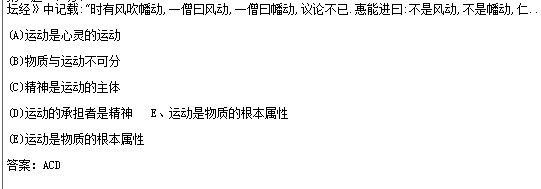 坛经》中记载:"时有风吹幡动,一僧曰风动,一僧曰幡动,议论不已.惠能进曰:不是风动,不是幡动,仁..
(A)运动是心灵的运动
(B)物质与运动不可分
(C)精神是运动的主体
(D)运动的承担者是精神 E、运动是物质的根本属性
(E)运动是物质的根本属性
答案: ACD